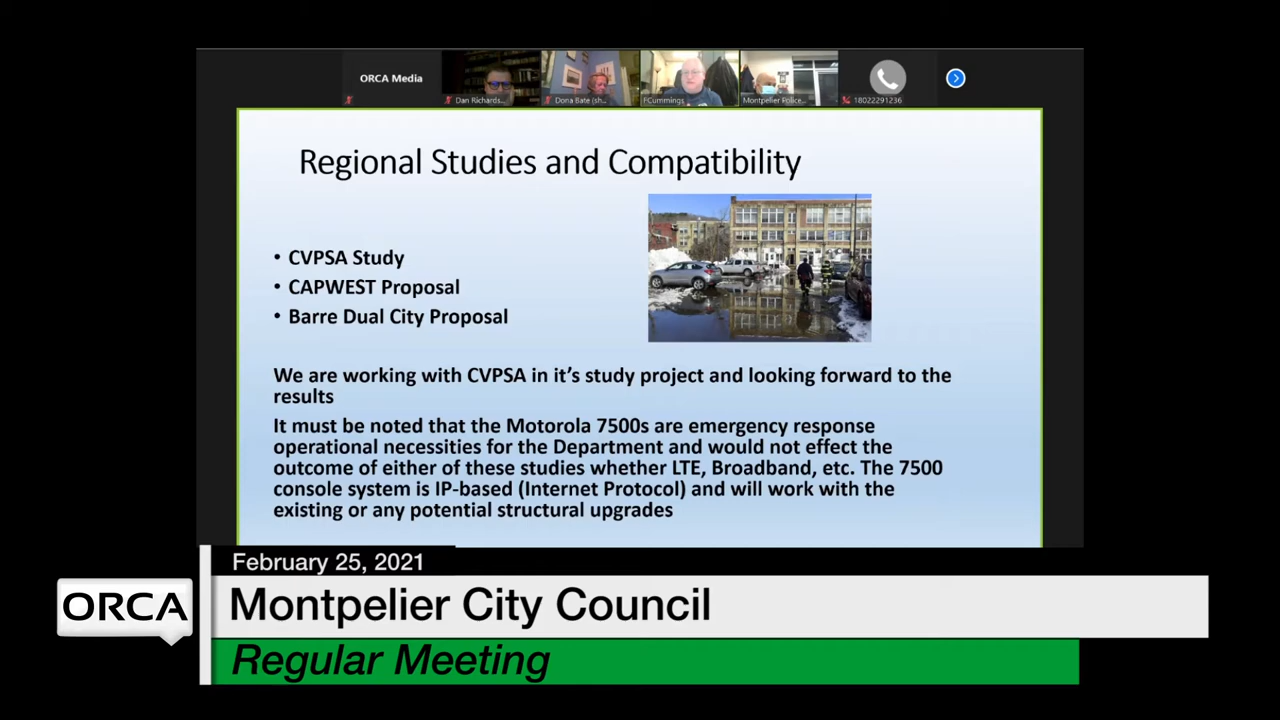 ORCA Media
Dan Richards...
Dona Bate (sh...
FCummings
Montpelier Police...
18022291236
Regional Studies and Compatibility
• CVPSA Study
• CAPWEST Proposal
• Barre Dual City Proposal
We are working with CVPSA in it's study project and looking forward to the
results
It must be noted that the Motorola 7500s are emergency response
operational necessities for the Department and would not effect the
outcome of either of these studies whether LTE, Broadband, etc. The 7500
console system is IP-based (Internet Protocol) and will work with the
existing or any potential structural upgrades
February 25, 2021
ORCA
Montpelier City Council
Regular Meeting